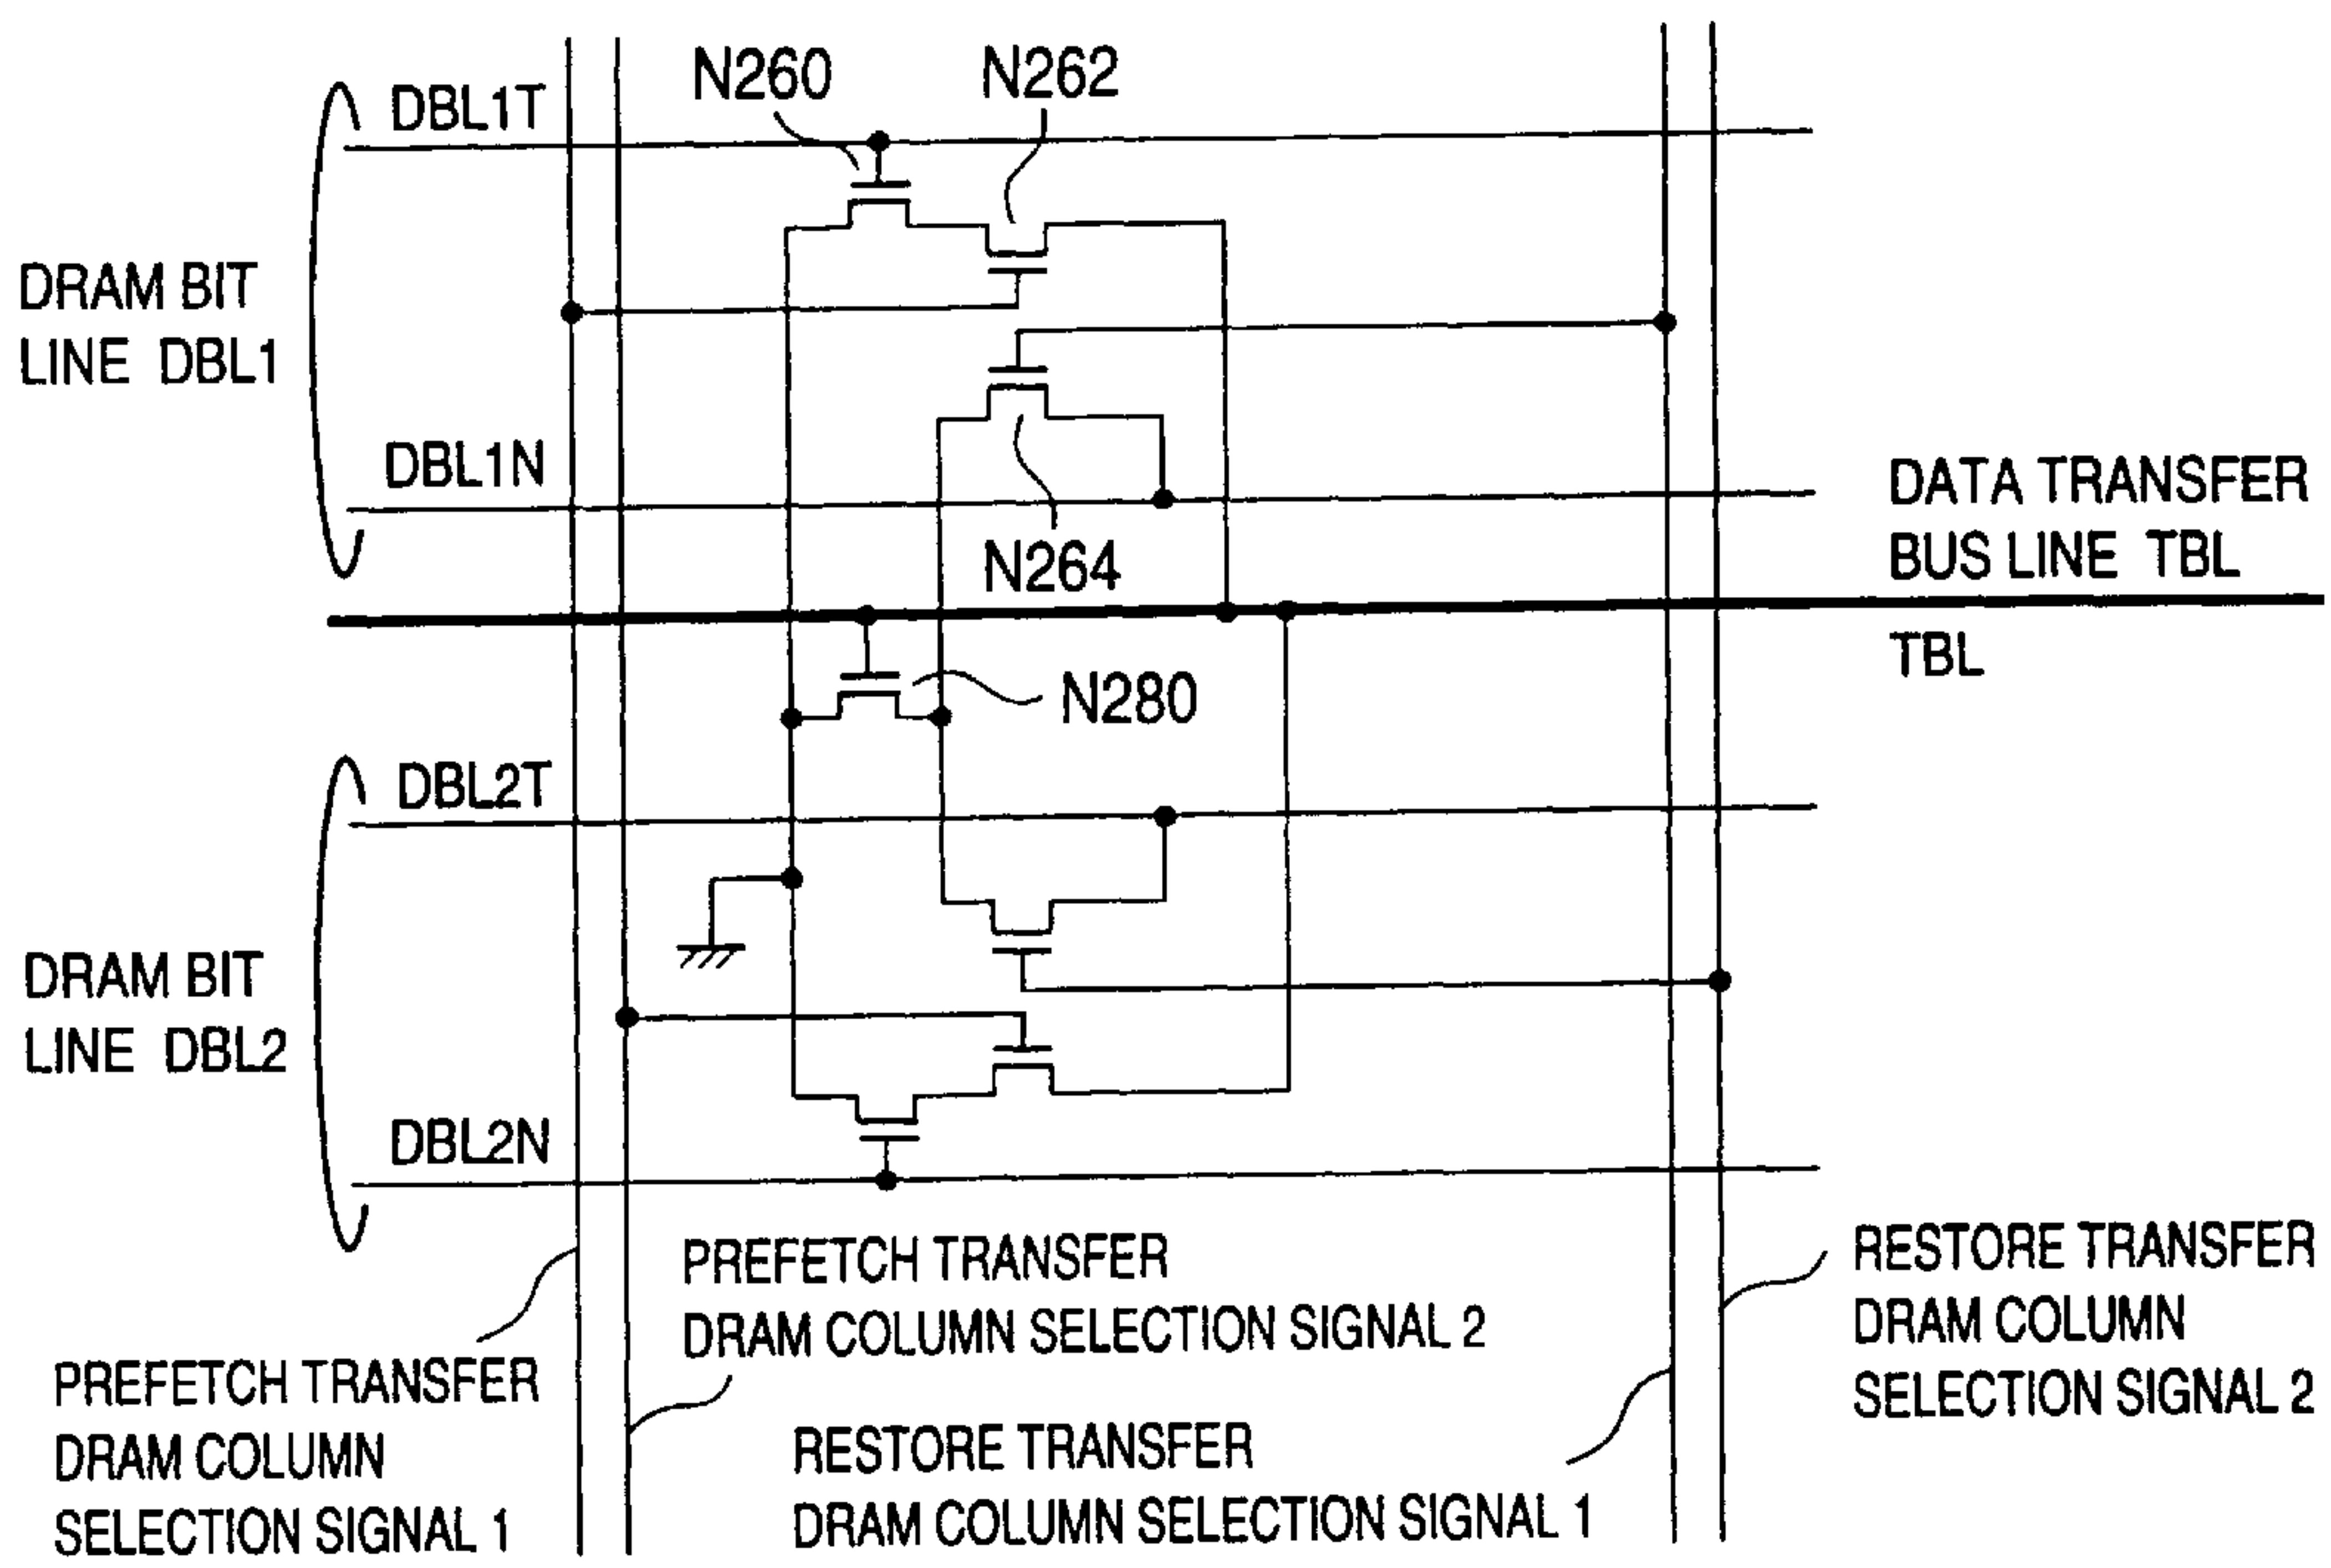 N260
N262
DBL1T
DRAM BIT
LINE DBL1
DBL1N
N264
DATA TRANSFER
BUS LINE TBL
TBL
N280
DBL2T
DRAM BIT
LINE DBL2
DBL2N
PREFETCH TRANSFER
DRAM COLUMN SELECTION SIGNAL 2
RESTORE TRANSFER
DRAM COLUMN
SELECTION SIGNAL 2
PREFETCH TRANSFER
DRAM COLUMN
SELECTION SIGNAL 1
RESTORE TRANSFER
DRAM COLUMN SELECTION SIGNAL 1